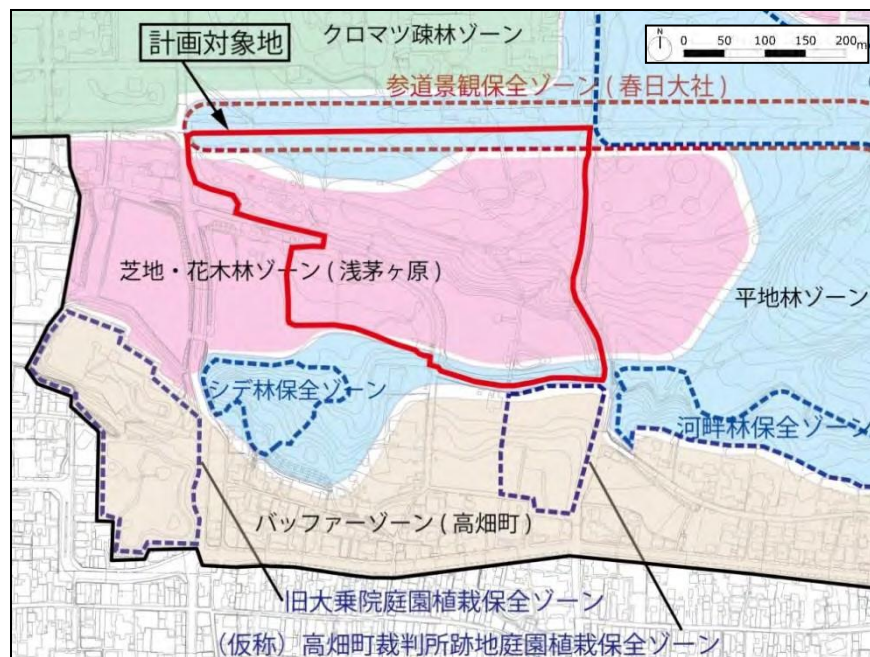 計画対象地
クロマツ疎林ゾーン
N
0 50 100 150 200m
参道景観保全ゾーン(春日大社)
芝地・花木林ゾーン(浅茅ヶ原)
平地林ゾーン
シデ林保全ゾーン
河畔林保全ゾーン
バッファーゾーン(高畑町)
旧大乗院庭園植栽保全ゾーン
(仮称)高畑町裁判所跡地庭園植栽保全ゾーン